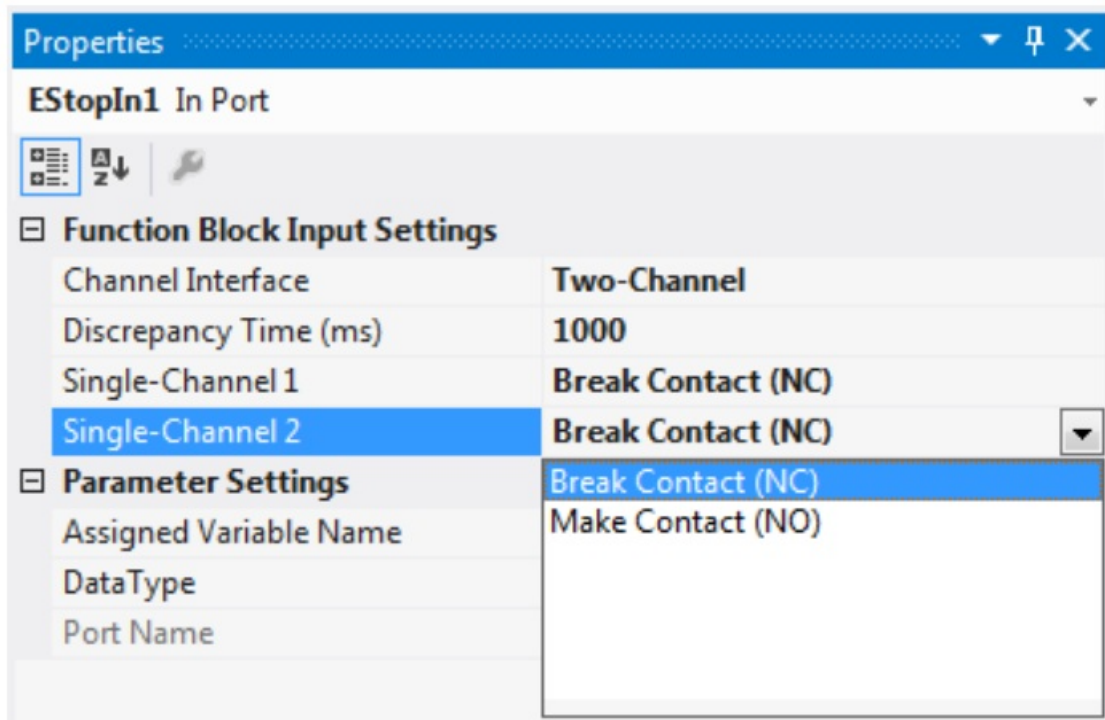 Properties
EStopIn1 In Port
Function Block Input Settings
Channel Interface Two-Channel
Discrepancy Time (ms) 1000
Single-Channel 1 Break Contact (NC)
Single-Channel 2 Break Contact (NC)
Parameter Settings Break Contact (NC)
Assigned Variable Name Make Contact (NO)
DataType
Port Name